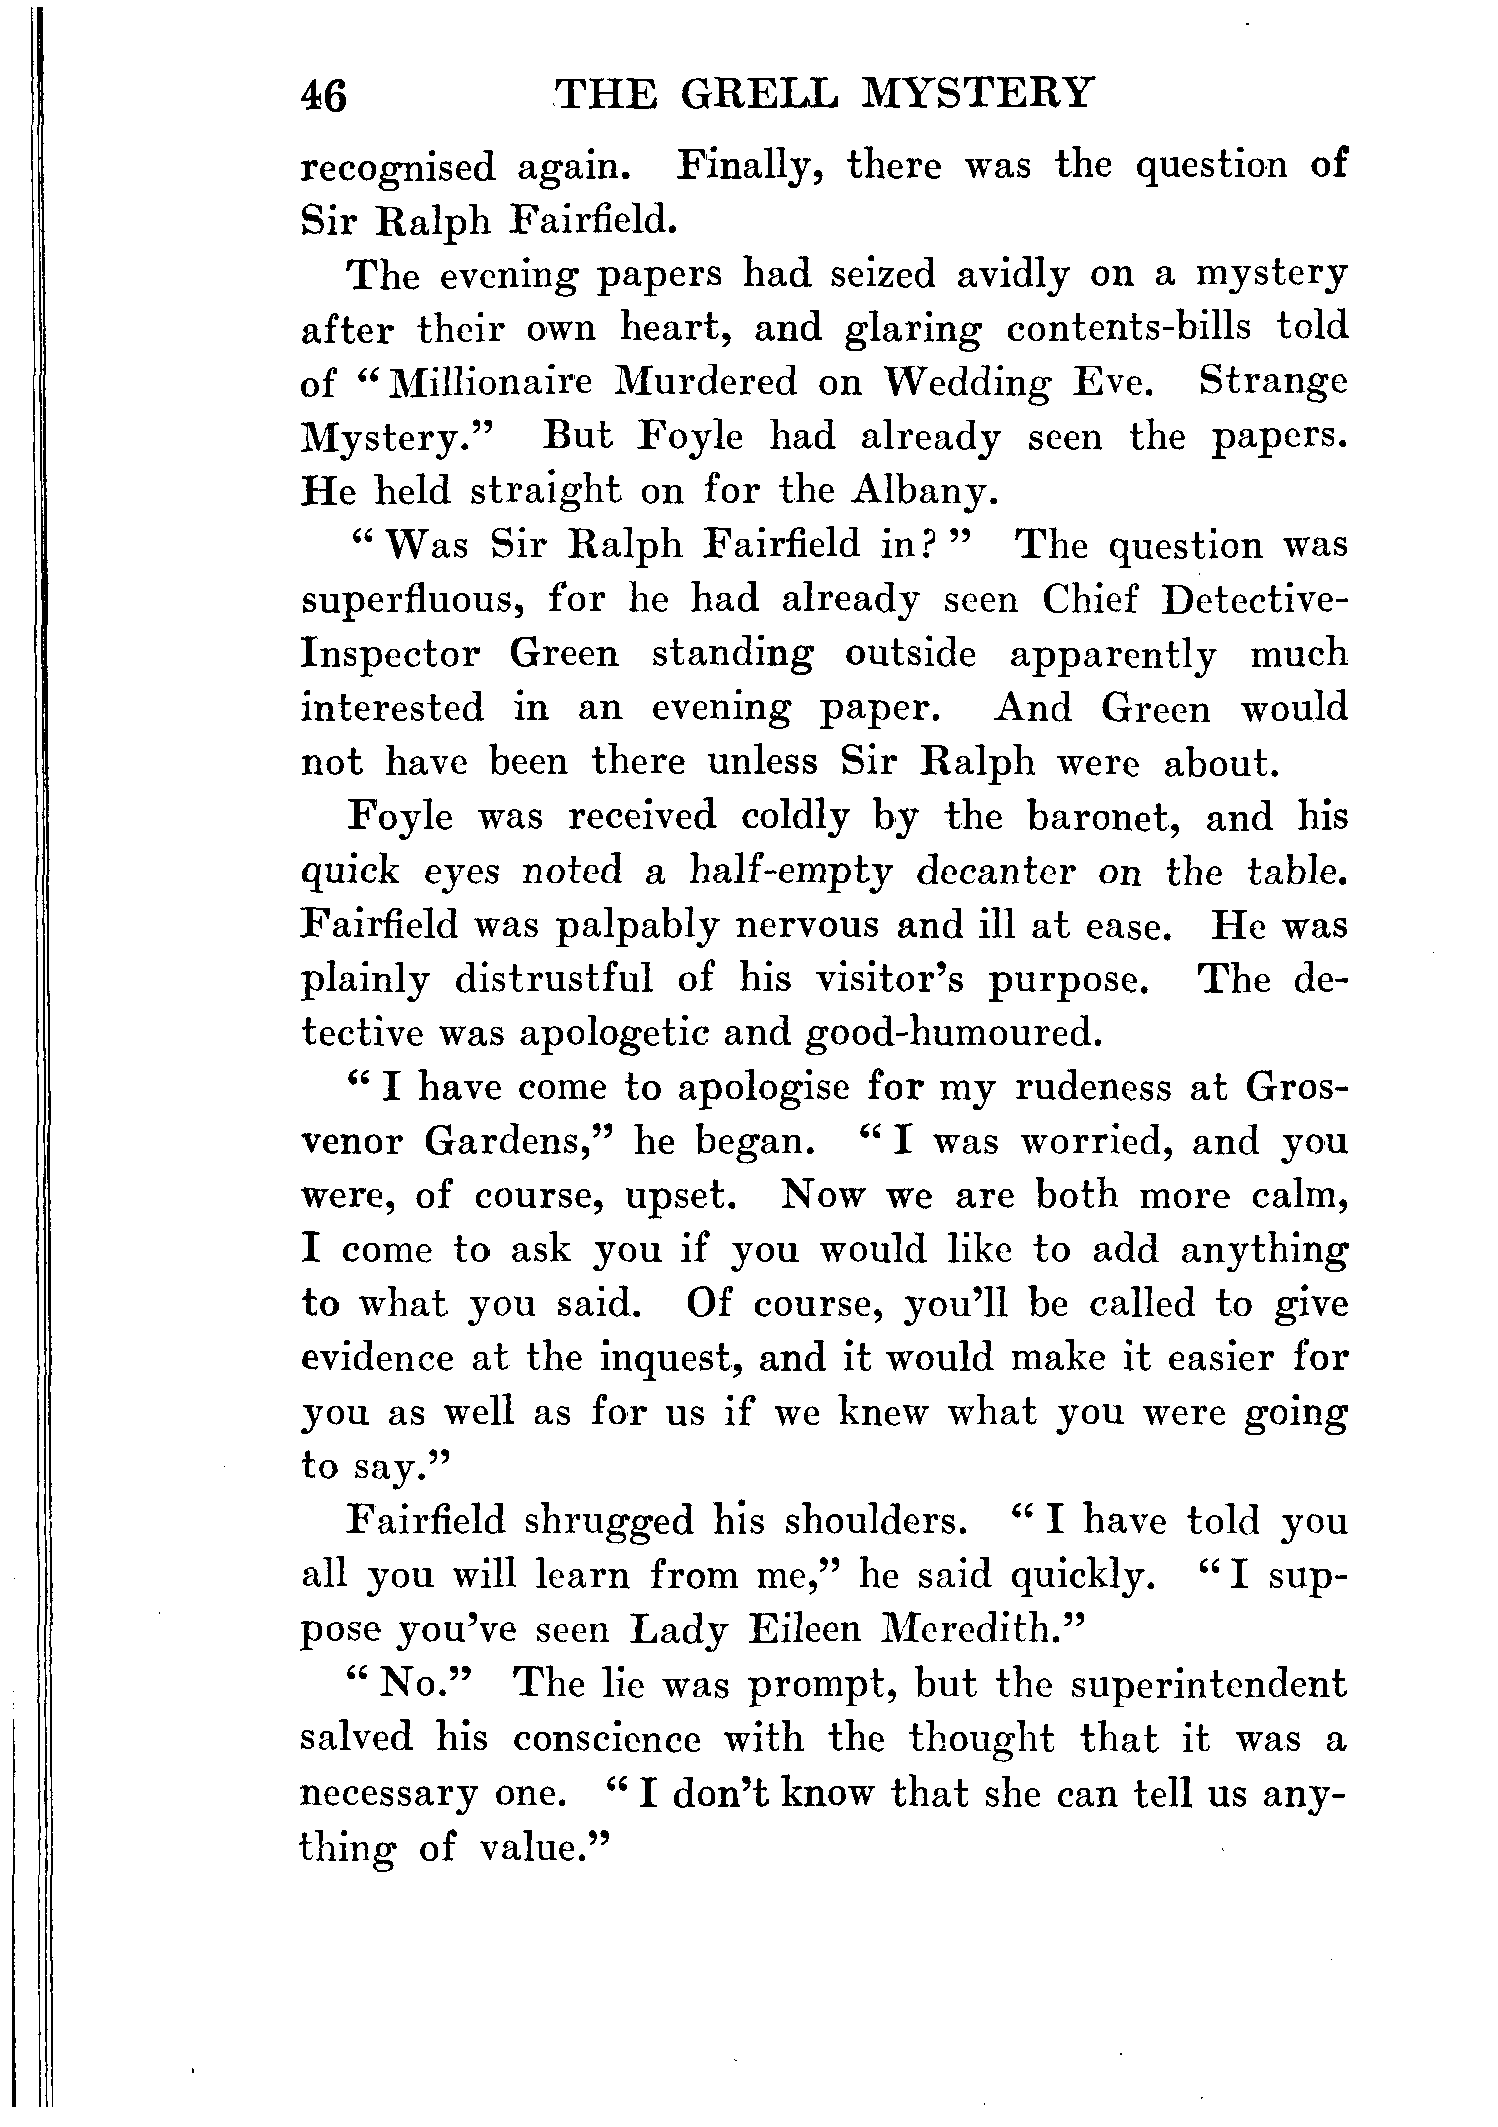 46 THE GRELL MYSTERY
recognised again. Finally, there was the question of
Sir Ralph Fairfield.
The evening papers had seized avidly on a mystery
after their own heart, and glaring contents-bills told
of “ Millionaire Murdered on Wedding Eve. Strange
Mystery.” But Foyle had already seen the papers.
He held straight on for the Albany.
“ Was Sir Ralph Fairfield in? ” The question was
superfluous, for he had already seen Chief Detective-
Inspector Green standing outside apparently much
interested in an evening paper. And Green would
not have been there unless Sir Ralph were about.
Foyle was received coldly by the baronet, and his
quick eyes noted a half-empty decanter on the table.
Fairfield was palpably nervous and ill at ease. He was
plainly distrustful of his visitor’s purpose. The de-
tective was apologetic and good-humoured.
“ I have come to apologise for my rudeness at Gros-
venor Gardens,” he began. “ I was worried, and you
were, of course, upset. Now we are both more calm,
I come to ask you if you would like to add anything
to what you said. Of course, you’ll be called to give
evidence at the inquest, and it would make it easier for
you as well as for us if we knew what you were going
to say.”
Fairfield shrugged his shoulders. “ I have told you
all you will learn from me,” he said quickly. “ I sup-
pose you’ve seen Lady Eileen Meredith.”
“ No.” The lie was prompt, but the superintendent
salved his conscience with the thought that it was a
necessary one. “ I don’t know that she can tell us any-
thing of value.”